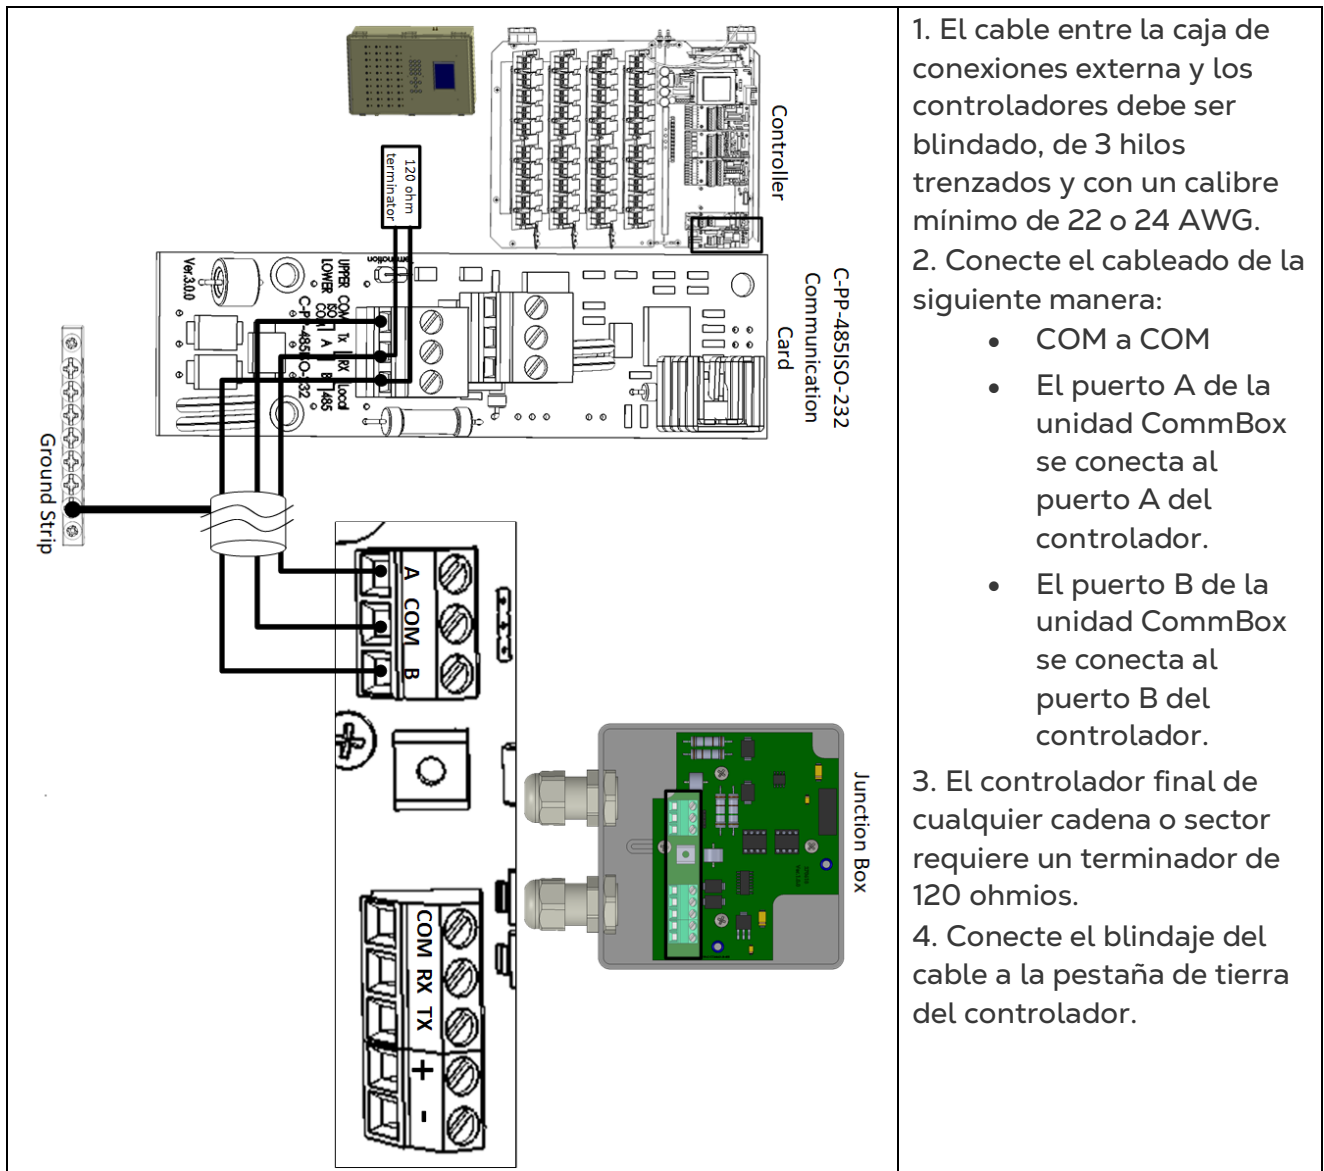 Controller
120 ohm
terminator
C-PP-485ISO-232
Communication
Card
Ver.3.0.0
UPPER COM Tx RX Local
LOWER ISO COM A B 485
C-PP-485ISO-232
Ground Strip
A COM B
Junction Box
COM RX TX + -
1. El cable entre la caja de
conexiones externa y los
controladores debe ser
blindado, de 3 hilos
trenzados y con un calibre
mínimo de 22 o 24 AWG.
2. Conecte el cableado de la
siguiente manera:
• COM a COM
• El puerto A de la
unidad CommBox
se conecta al
puerto A del
controlador.
• El puerto B de la
unidad CommBox
se conecta al
puerto B del
controlador.
3. El controlador final de
cualquier cadena o sector
requiere un terminador de
120 ohmios.
4. Conecte el blindaje del
cable a la pestaña de tierra
del controlador.